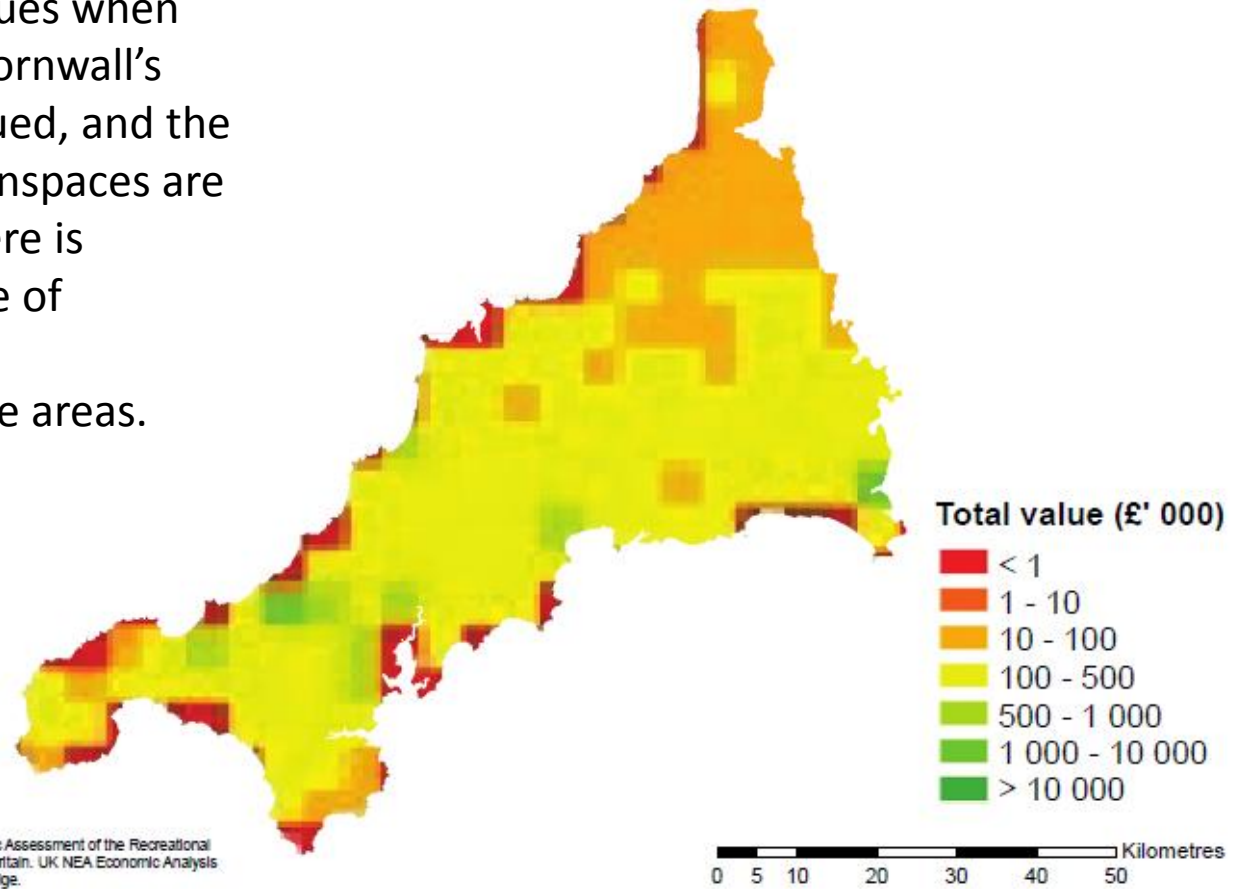 ues when
ornwall's
ued, and the
nspaces are
ere is
e of
e areas.
Total value (£' 000)
< 1
1 - 10
10 - 100
100 - 500
500 - 1 000
1 000 - 10 000
> 10 000
Assessment of the Recreational
ritain. UK NEA Economic Analysis
ge.
Kilometres
0 5 10 20 30 40 50